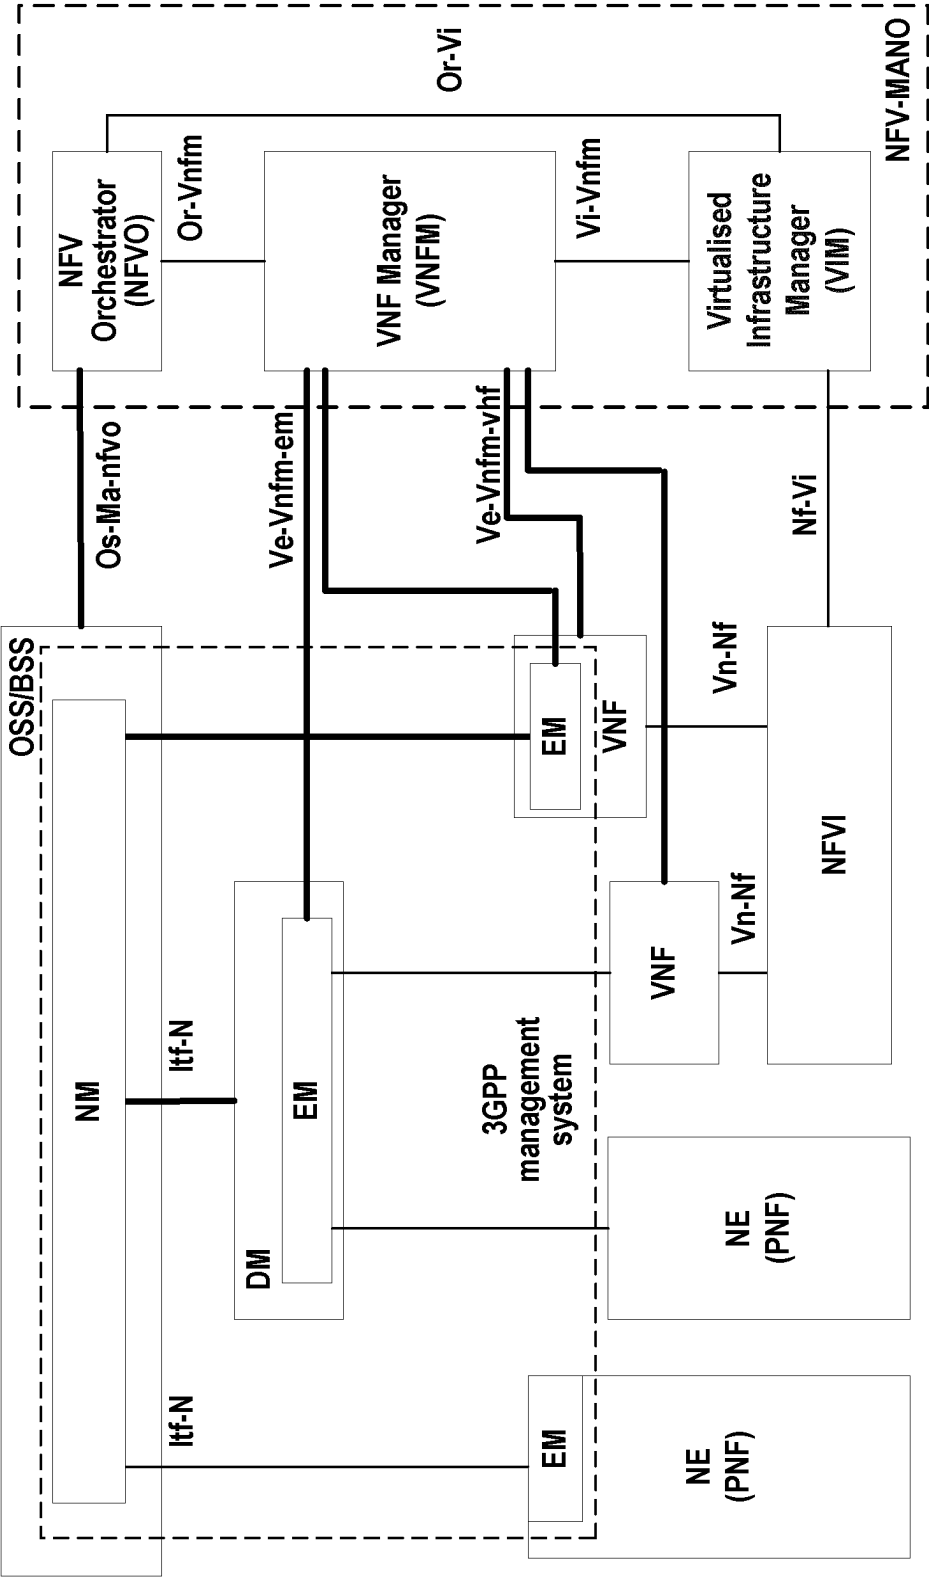 OSS/BSS
NM
Itf-N
Itf-N
Os-Ma-nfvo
NFV
Orchestrator
(NFVO)
Or-Vnfm
Or-Vi
DM
EM
Ve-Vnfm-em
VNF Manager
(VNFM)
3GPP
management
system
EM
EM
VNF
Ve-Vnfm-vhf
Vi-Vnfm
NE
(PNF)
NE
(PNF)
VNF
Vn-Nf
Vn-Nf
NFVI
Nf-Vi
Virtualised
Infrastructure
Manager
(VIM)
NFV-MANO